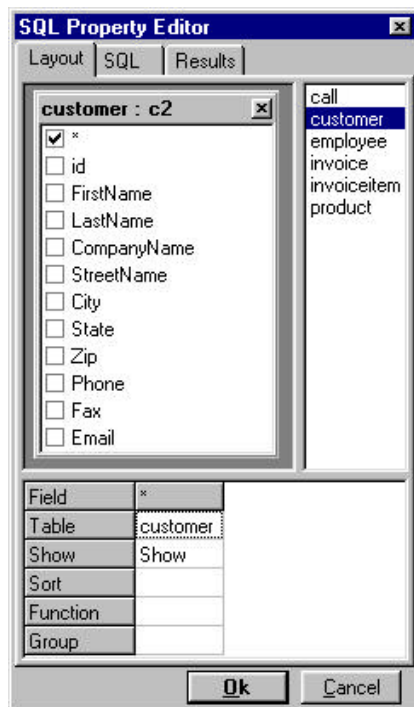 SQL Property Editor
Layout SQL Results
customer : c2
*
id
FirstName
LastName
CompanyName
StreetName
City
State
Zip
Phone
Fax
Email
call
customer
employee
invoice
invoiceitem
product
Field *
Table customer
Show Show
Sort
Function
Group
Ok Cancel